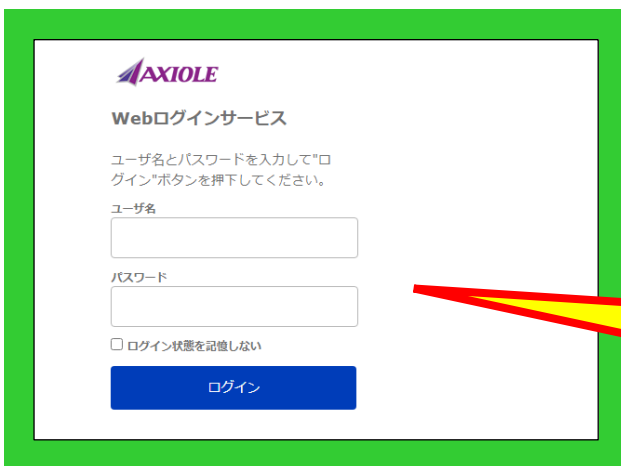 AXIOLE
Webログインサービス
ユーザ名とパスワードを入力して"ロ
グイン"ボタンを押下してください。
ユーザ名
パスワード
ログイン状態を記憶しない
ログイン